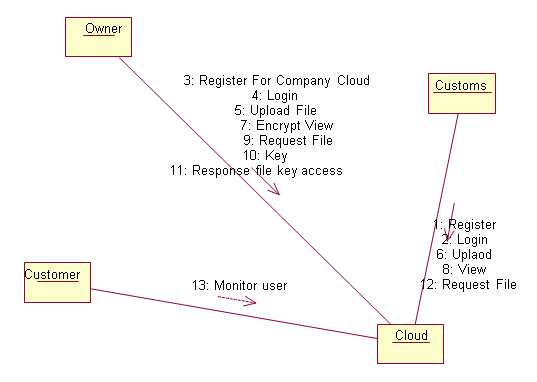 Owner
3: Register For Company Cloud
4: Login
5: Upload File
7: Encrypt View
9: Request File
10: Key
11: Response file key access
Customs
1: Register
2: Login
6: Uplaod
8: View
12: Request File
Customer
13: Monitor user
Cloud